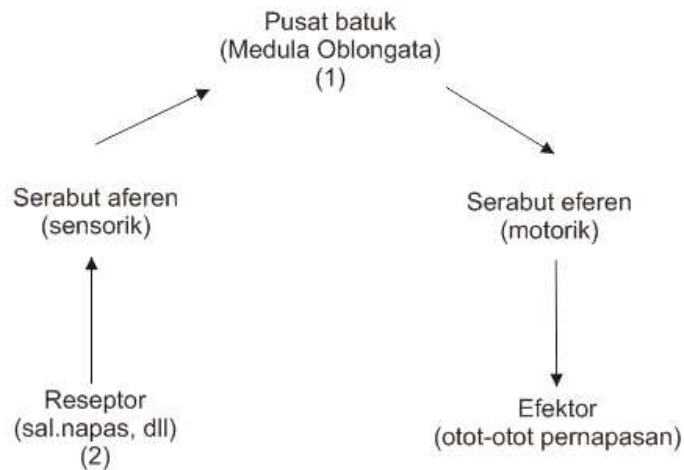 Pusat batuk
(Medula Oblongata)
(1)
Serabut aferen
(sensorik)
Serabut eferen
(motorik)
Reseptor
(sal.napas, dll)
(2)
Efektor
(otot-otot pernapasan)